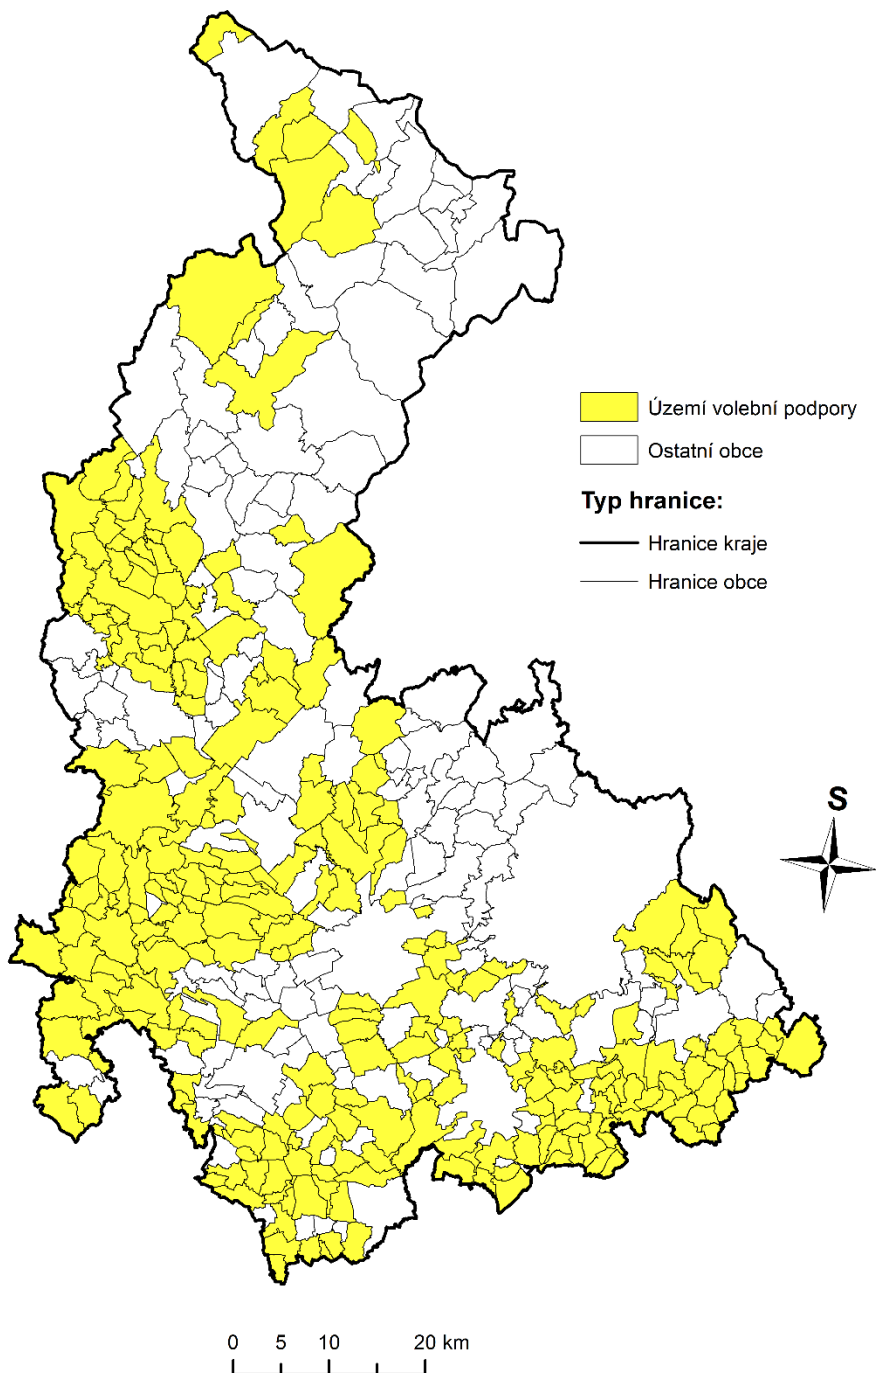 Území volební podpory
Ostatní obce
Typ hranice:
Hranice kraje
Hranice obce
S
0 5 10 20 km